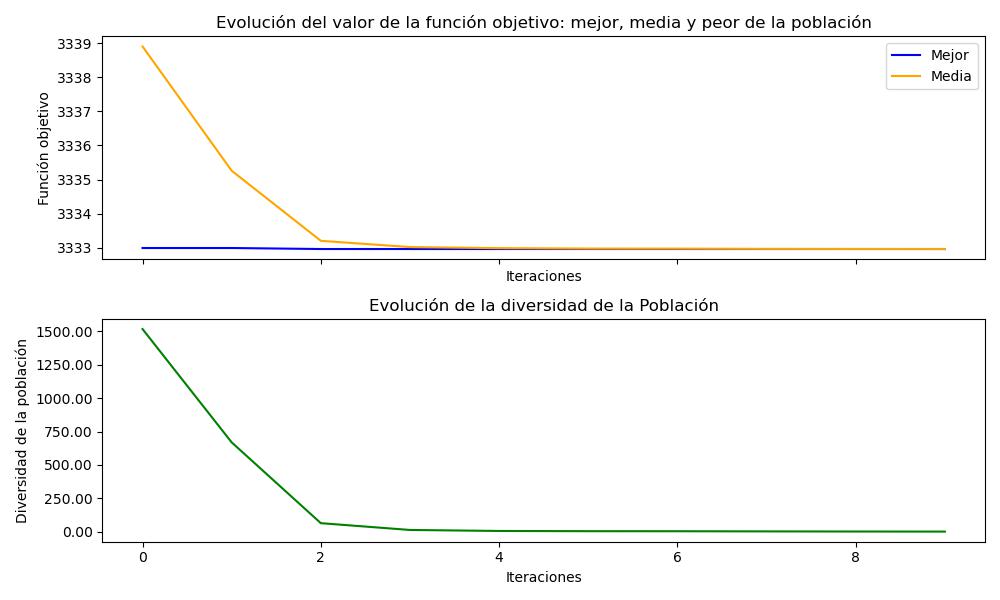 Evolución del valor de la función objetivo: mejor, media y peor de la población
Función objetivo
3339
3338
3337
3336
3335
3334
3333
Mejor
Media
Iteraciones
Evolución de la diversidad de la Población
Diversidad de la población
1500.00
1250.00
1000.00
750.00
500.00
250.00
0.00
0 2 4 6 8
Iteraciones